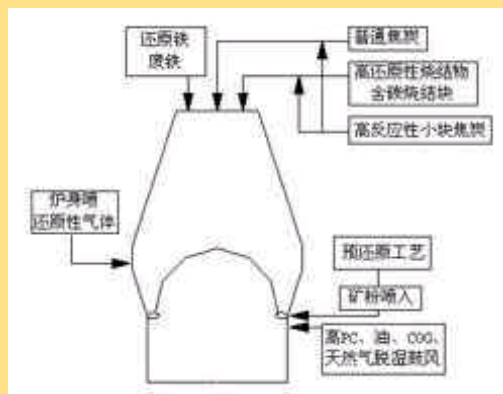 还原铁
废铁
普通焦炭
高还原性烧结物
含碳烧结块
高反应性小块焦炭
炉身喷
还原性气体
预还原工艺
矿粉喷入
高PC、油、COG、
天然气脱湿鼓风